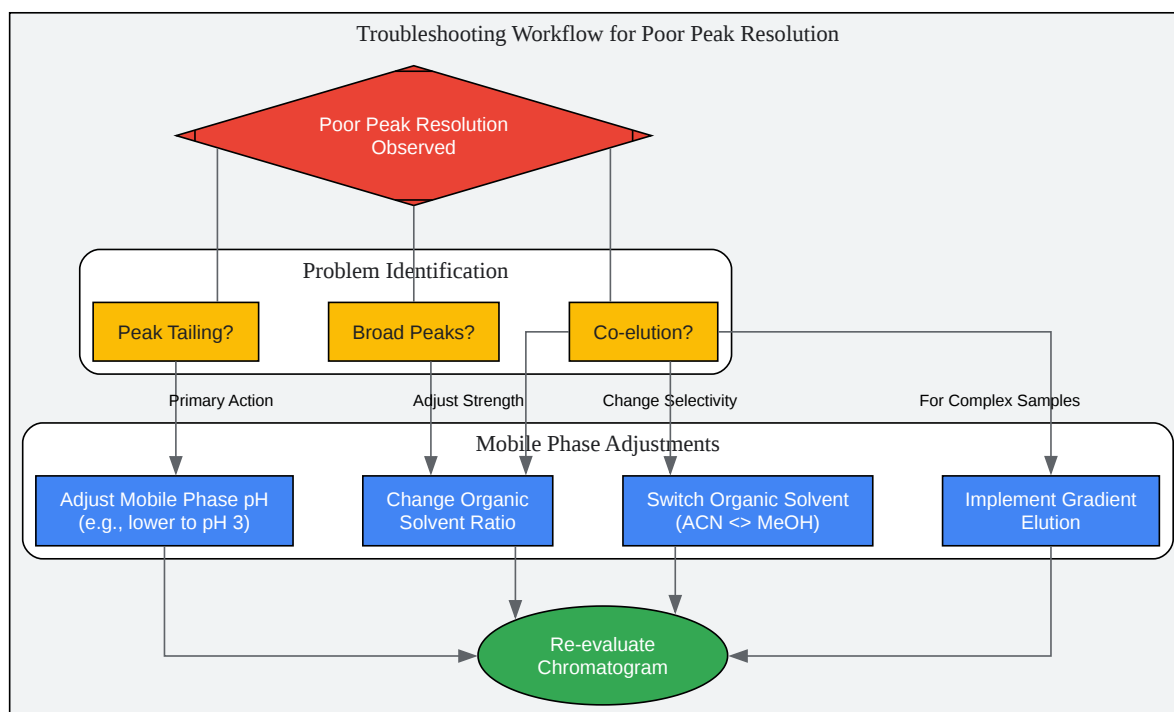 Troubleshooting Workflow for Poor Peak Resolution
Poor Peak Resolution
Observed
Problem Identification
Peak Tailing?
Broad Peaks?
Co-elution?
Primary Action
Adjust Strength
Change Selectivity
For Complex Samples
Mobile Phase Adjustments
Adjust Mobile Phase pH
(e.g., lower to pH 3)
Change Organic
Solvent Ratio
Switch Organic Solvent
(ACN <> MeOH)
Implement Gradient
Elution
Re-evaluate
Chromatogram